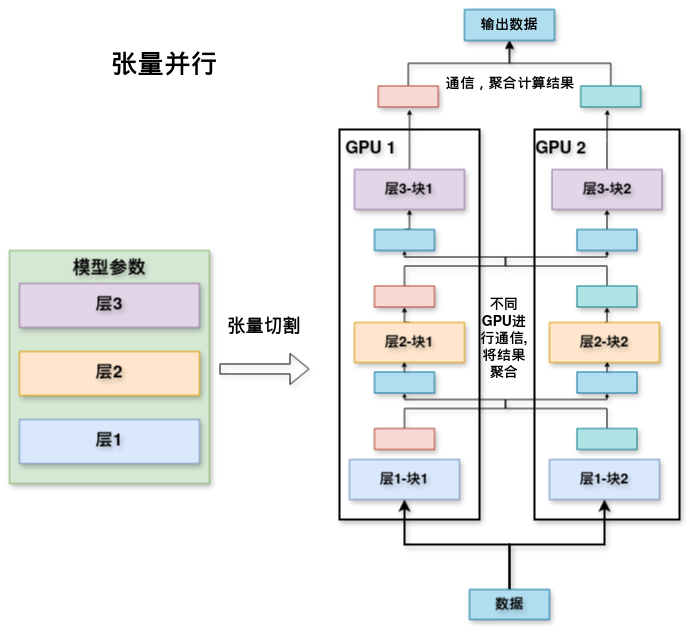 输出数据
张量并行
通信，聚合计算结果
GPU 1
GPU 2
层3-块1
层3-块2
模型参数
层3
层2
层1
张量切割
不同
GPU进
行通信,
将结果
聚合
层2-块1
层2-块2
层1-块1
层1-块2
数据